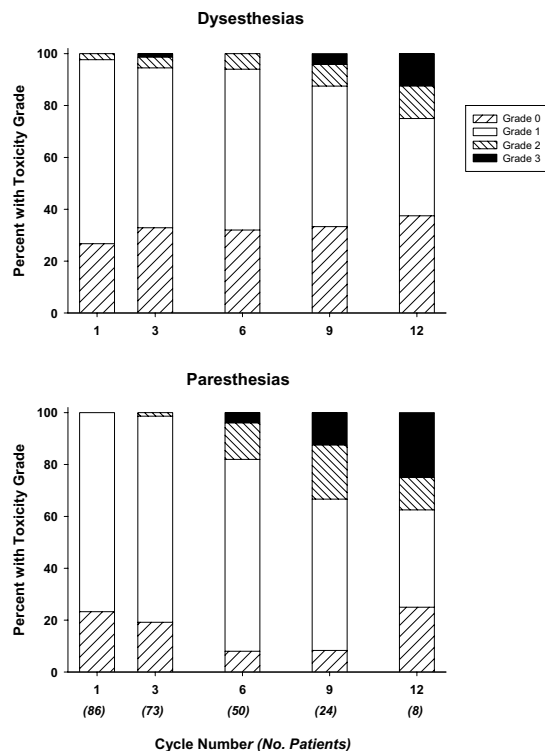 Dysesthesias
Percent with Toxicity Grade
100
80
60
40
20
0
1 3 6 9 12
Grade 0
Grade 1
Grade 2
Grade 3
Paresthesias
Percent with Toxicity Grade
100
80
60
40
20
0
1 3 6 9 12
(86) (73) (50) (24) (8)
Cycle Number (No. Patients)